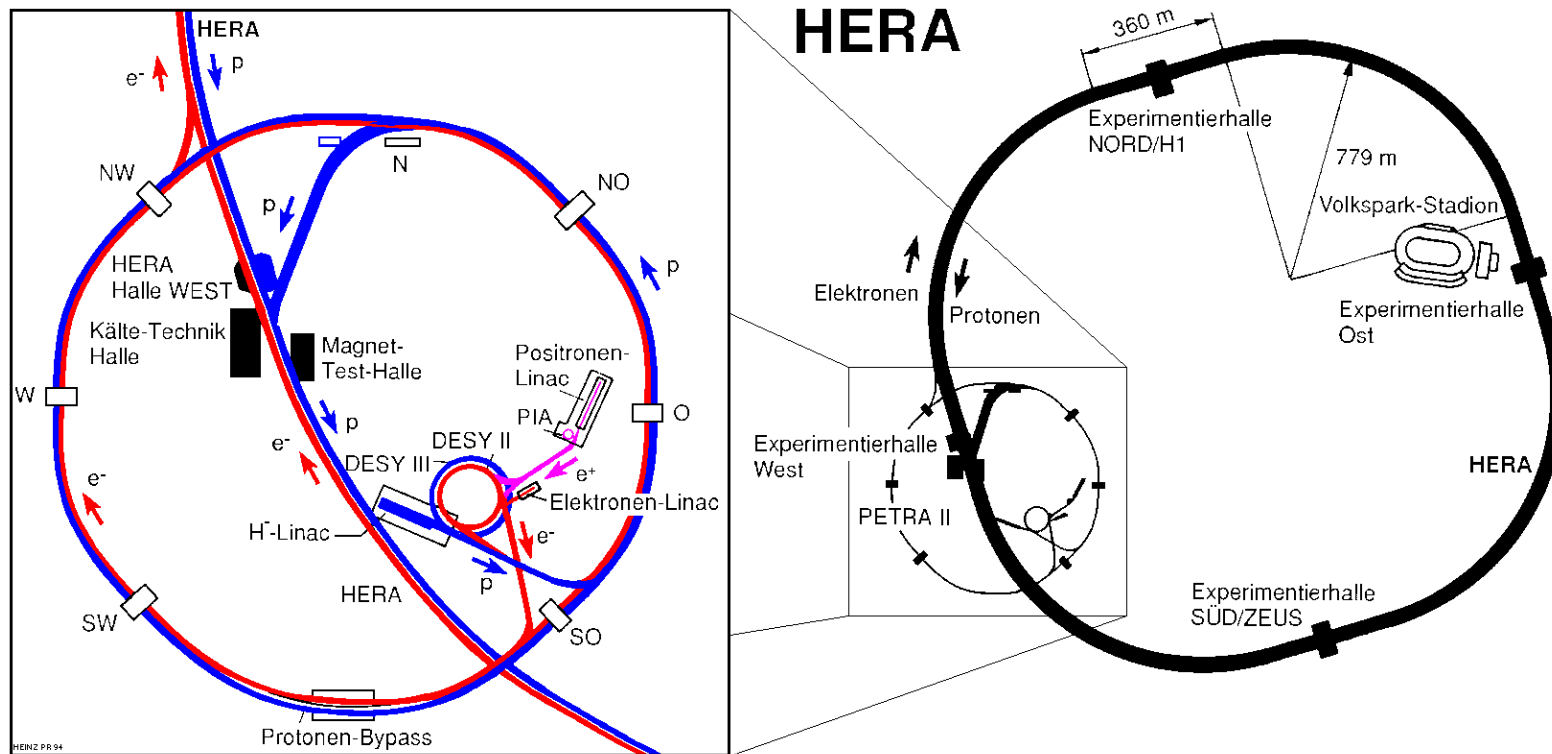 HERA
HERA
p
e-
N
NW
NO
p
p
HERA
Halle WEST
Kälte-Technik
Halle
Magnet-
Test-Halle
Positronen-
Linac
PIA
W
O
p
e-
DESY II
DESY III
e+
e-
Elektronen-Linac
H--Linac
e-
p
HERA
SW
SO
Protonen-Bypass
HEINZ PR 94
360 m
Experimentierhalle
NORD/H1
779 m
Volkspark-Stadion
Elektronen
Protonen
Experimentierhalle
Ost
Experimentierhalle
West
HERA
PETRA II
Experimentierhalle
SÜD/ZEUS